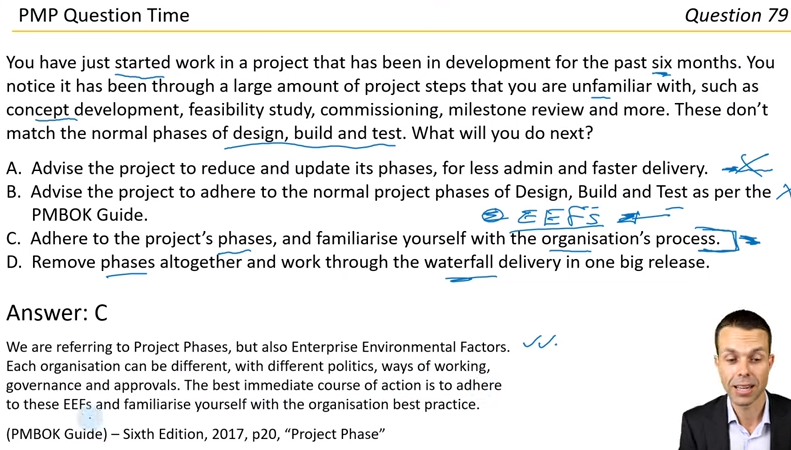 PMP Question Time
Question 79
You have just started work in a project that has been in development for the past six months. You
notice it has been through a large amount of project steps that you are unfamiliar with, such as
concept development, feasibility study, commissioning, milestone review and more. These don’t
match the normal phases of design, build and test. What will you do next?
A. Advise the project to reduce and update its phases, for less admin and faster delivery.
B. Advise the project to adhere to the normal project phases of Design, Build and Test as per the
PMBOK Guide.
EEFs
C. Adhere to the project’s phases, and familiarise yourself with the organisation’s process.
D. Remove phases altogether and work through the waterfall delivery in one big release.
Answer: C
We are referring to Project Phases, but also Enterprise Environmental Factors.
Each organisation can be different, with different politics, ways of working,
governance and approvals. The best immediate course of action is to adhere
to these EEFs and familiarise yourself with the organisation best practice.
(PMBOK Guide) – Sixth Edition, 2017, p20, “Project Phase”